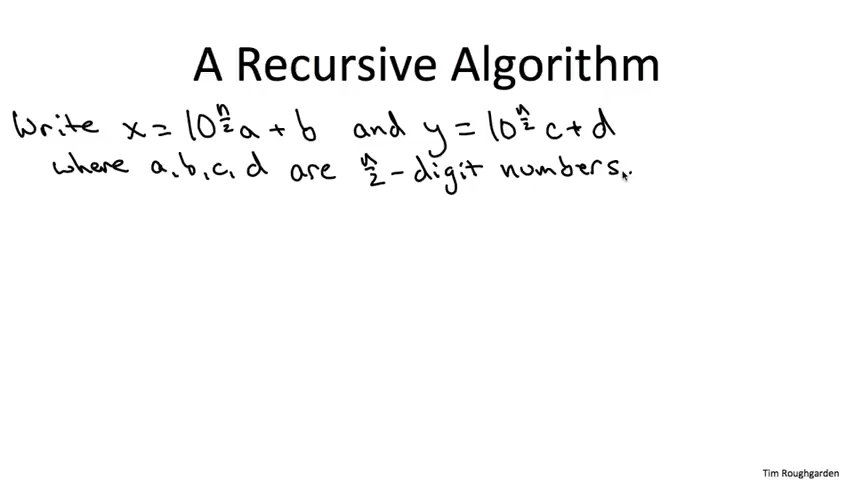 A Recursive Algorithm
Write x = 10^{n/2} a + b and y = 10^{n/2} c + d
where a, b, c, d are n/2 - digit numbers.
Tim Roughgarden